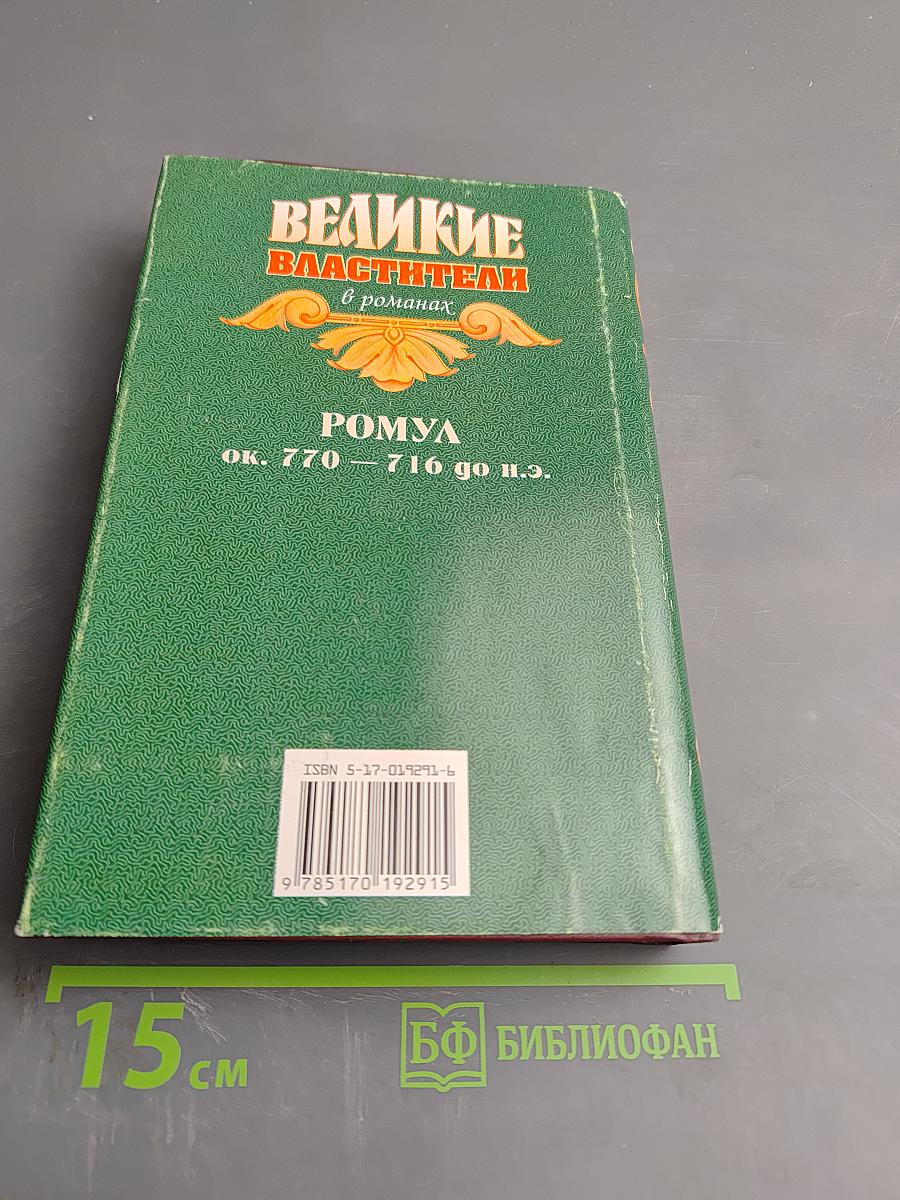 ВЕЛИКИЕ
ВЛАСТИТЕЛИ
в романах
РОМУЛ
ок. 770 — 716 до н.э.
ISBN 5-17-019291-6
9 785170 192915
15 см
БФ БИБЛИОФАН